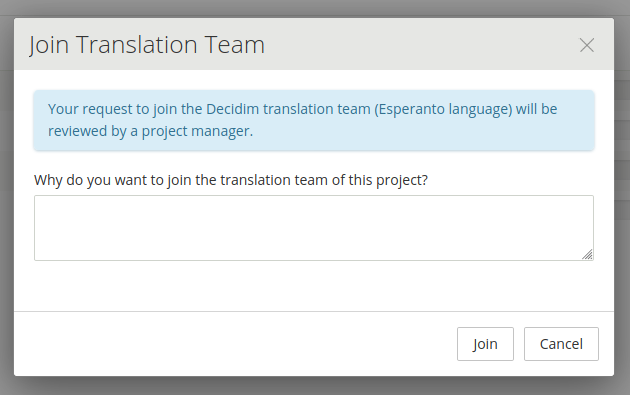 Join Translation Team
Your request to join the Decidim translation team (Esperanto language) will be
reviewed by a project manager.
Why do you want to join the translation team of this project?
Join
Cancel